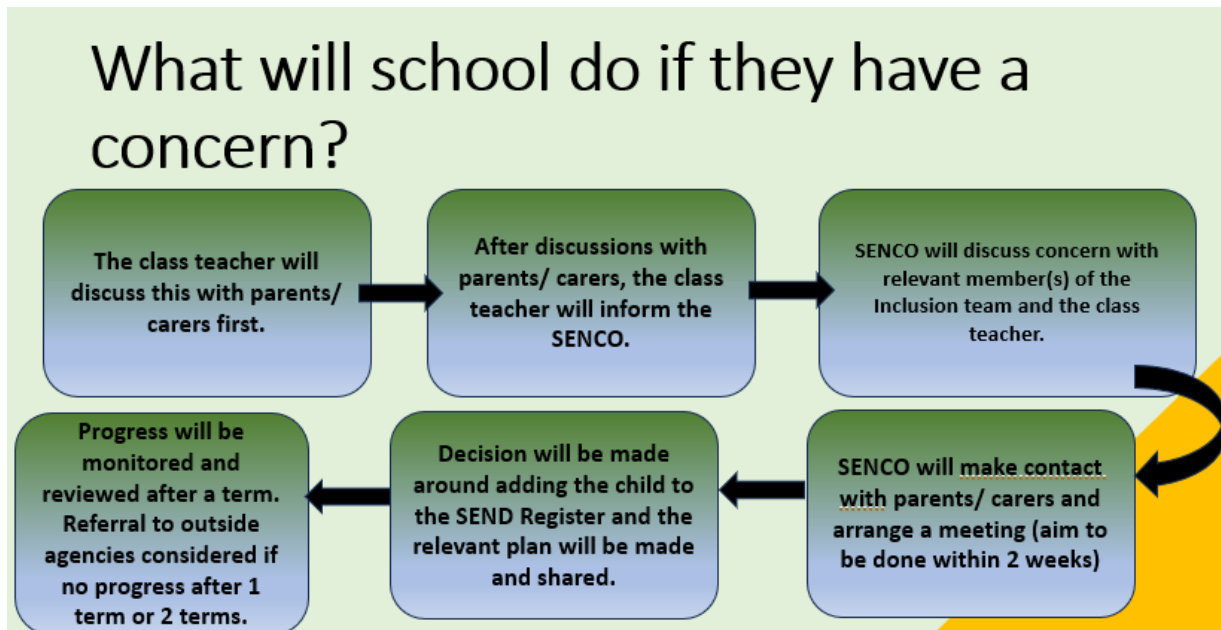 What will school do if they have a
concern?
The class teacher will
discuss this with parents/
carers first.
After discussions with
parents/ carers, the class
teacher will inform the
SENCO.
SENCO will discuss concern with
relevant member(s) of the
Inclusion team and the class
teacher.
SENCO will make contact
with parents/ carers and
arrange a meeting (aim to
be done within 2 weeks)
Decision will be made
around adding the child to
the SEND Register and the
relevant plan will be made
and shared.
Progress will be
monitored and
reviewed after a term.
Referral to outside
agencies considered if
no progress after 1
term or 2 terms.